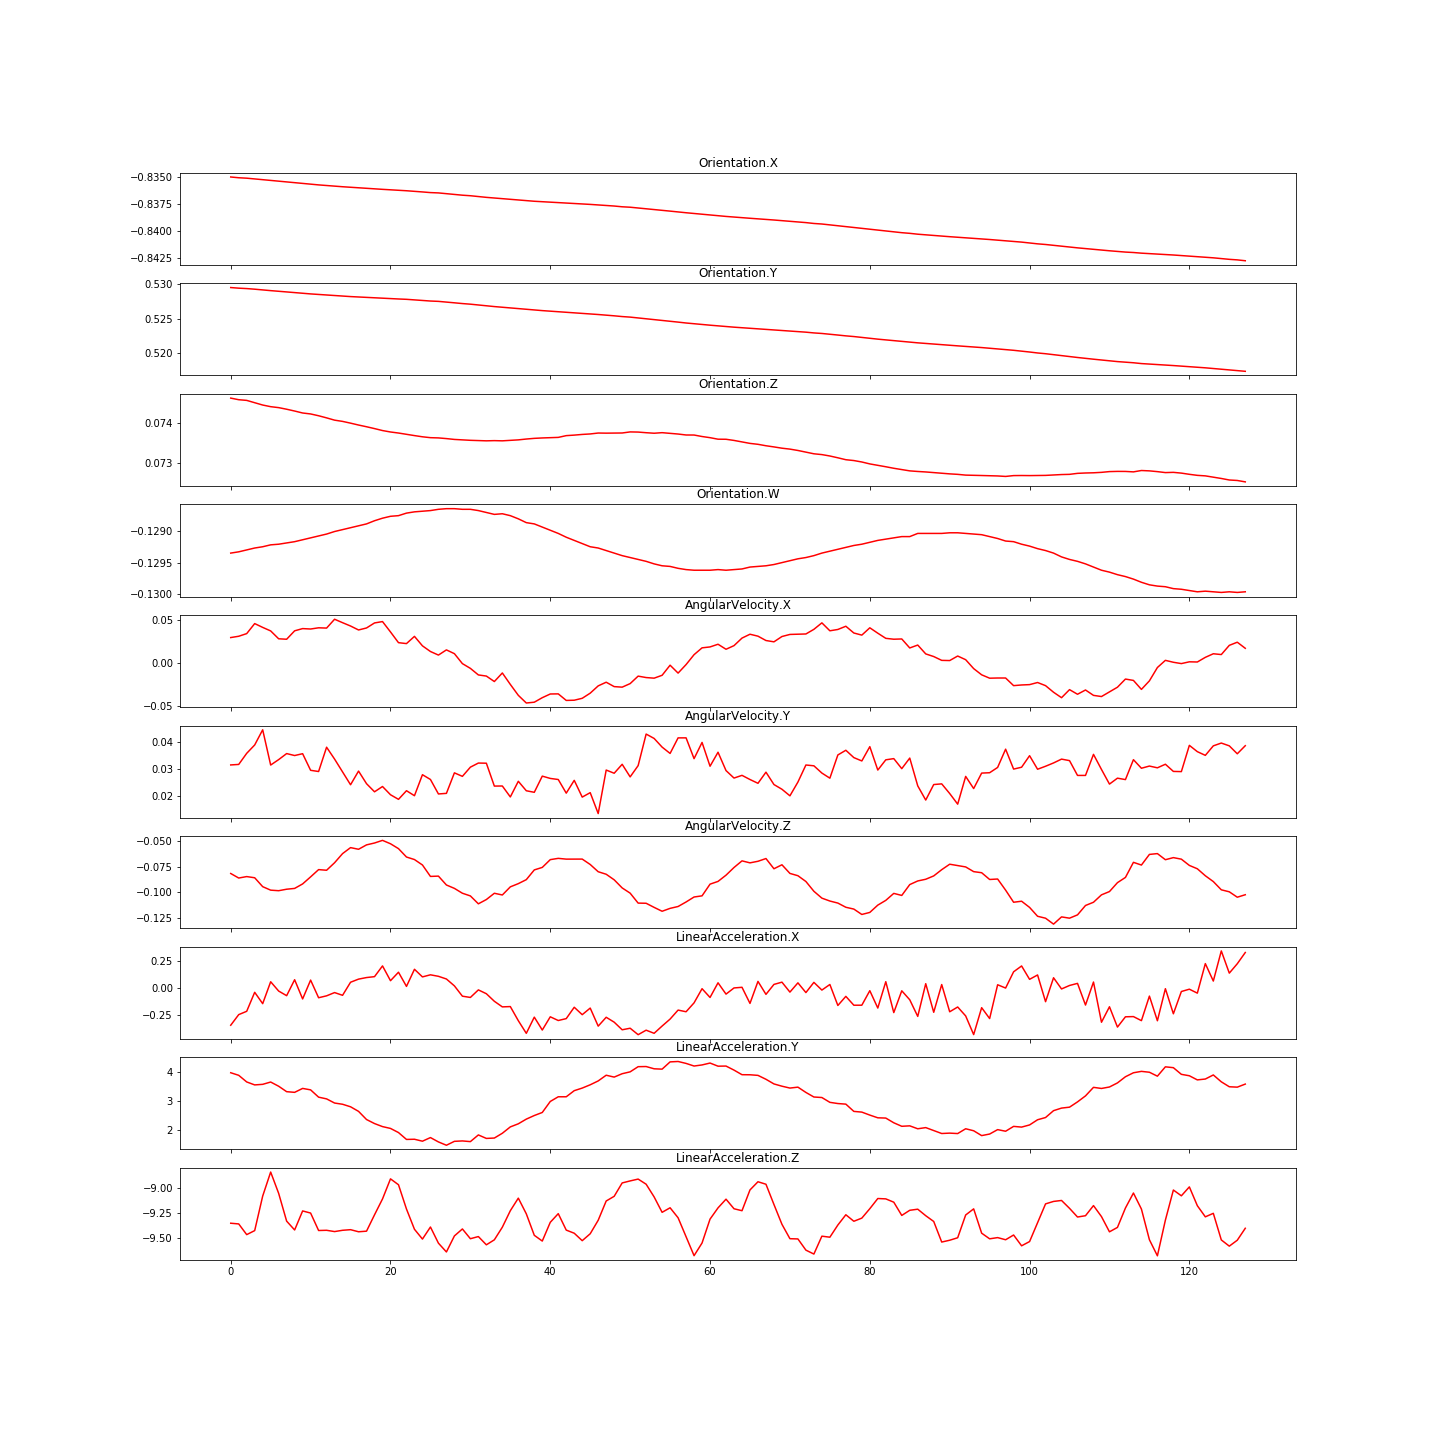 Orientation.X
−0.8350
−0.8375
−0.8400
−0.8425
Orientation.Y
0.530
0.525
0.520
Orientation.Z
0.074
0.073
Orientation.W
−0.1290
−0.1295
−0.1300
AngularVelocity.X
0.05
0.00
−0.05
AngularVelocity.Y
0.04
0.03
0.02
AngularVelocity.Z
−0.050
−0.075
−0.100
−0.125
LinearAcceleration.X
0.25
0.00
−0.25
LinearAcceleration.Y
4
3
2
LinearAcceleration.Z
−9.00
−9.25
−9.50
0 20 40 60 80 100 120